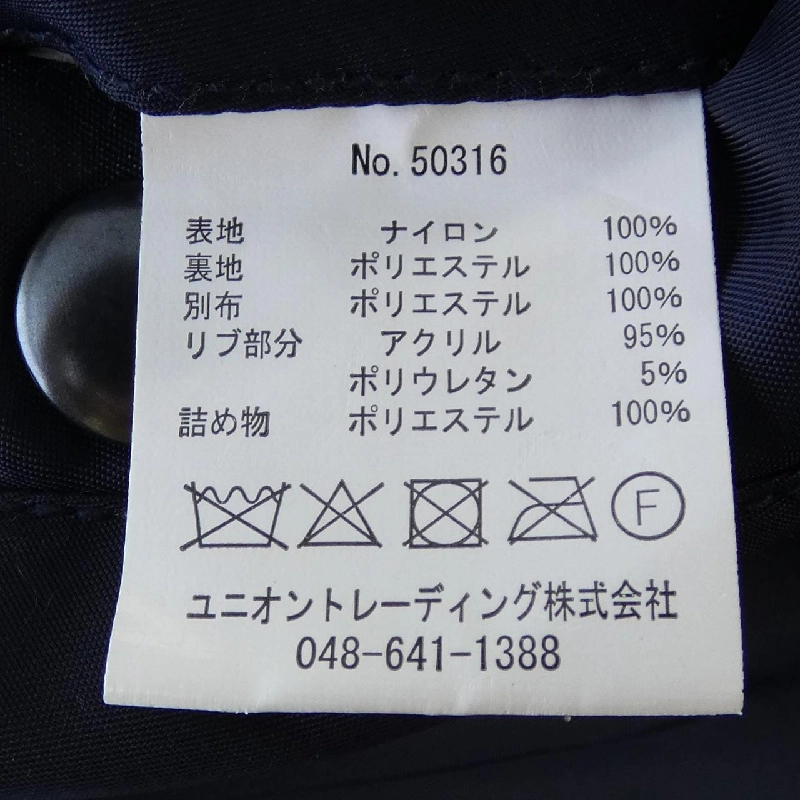 No. 50316
表地 ナイロン 100%
裏地 ポリエステル 100%
別布 ポリエステル 100%
リブ部分 アクリル 95%
ポリウレタン 5%
詰め物 ポリエステル 100%
F
ユニオントレーディング株式会社
048-641-1388